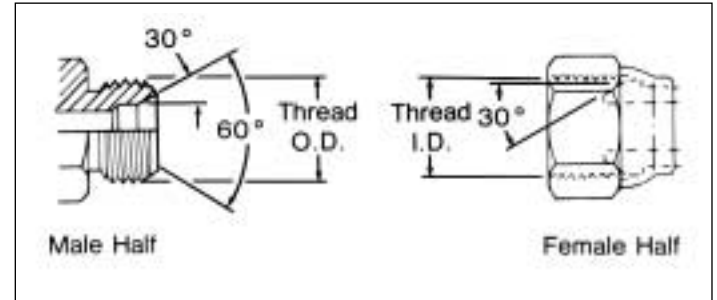 30°
60°
Thread
O.D.
Thread
I.D.
30°
Male Half
Female Half